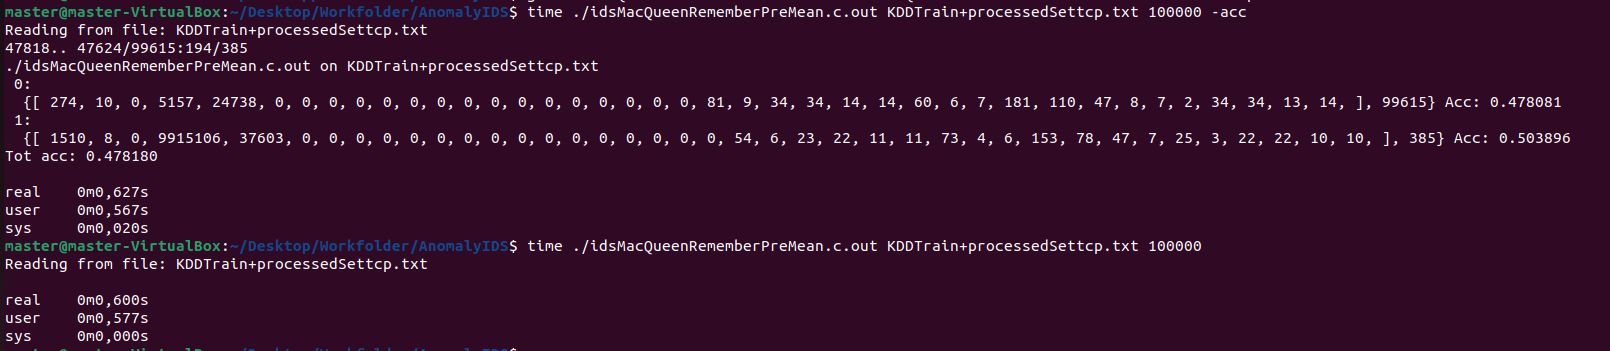 master@master-VirtualBox:~/Desktop/Workfolder/AnomalyIDS$ time ./idsMacQueenRememberPreMean.c.out KDDTrain+processedSettcp.txt 100000 -acc
Reading from file: KDDTrain+processedSettcp.txt
47818.. 47624/99615:194/385
./idsMacQueenRememberPreMean.c.out on KDDTrain+processedSettcp.txt
0:
{[ 274, 10, 0, 5157, 24738, 0, 0, 0, 0, 0, 0, 0, 0, 0, 0, 0, 0, 0, 0, 0, 0, 81, 9, 34, 34, 14, 14, 60, 6, 7, 181, 110, 47, 8, 7, 2, 34, 34, 13, 14, ], 99615} Acc: 0.478081
1:
{[ 1510, 8, 0, 9915106, 37603, 0, 0, 0, 0, 0, 0, 0, 0, 0, 0, 0, 0, 0, 0, 0, 0, 0, 54, 6, 23, 22, 11, 11, 73, 4, 6, 153, 78, 47, 7, 25, 3, 22, 22, 10, 10, ], 385} Acc: 0.503896
Tot acc: 0.478180
real 0m0,627s
user 0m0,567s
sys 0m0,020s
master@master-VirtualBox:~/Desktop/Workfolder/AnomalyIDS$ time ./idsMacQueenRememberPreMean.c.out KDDTrain+processedSettcp.txt 100000
Reading from file: KDDTrain+processedSettcp.txt
real 0m0,600s
user 0m0,577s
sys 0m0,000s